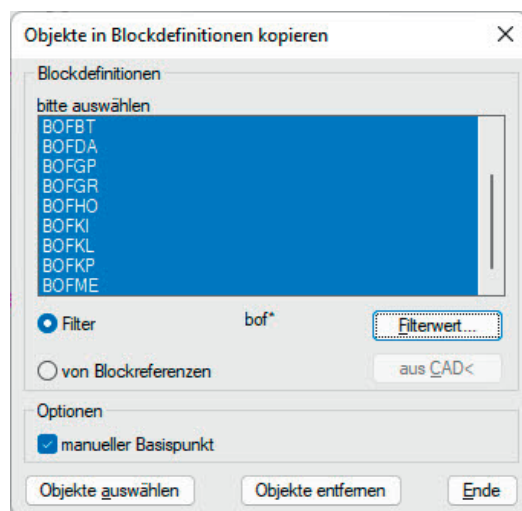 Objekte in Blockdefinitionen kopieren
Blockdefinitionen
bitte auswählen
BOFBT
BOFDA
BOFGP
BOFGR
BOFHO
BOFKI
BOFKL
BOFKP
BOFME
Filter bof* Filterwert...
von Blockreferenzen aus CAD<
Optionen
manueller Basispunkt
Objekte auswählen Objekte entfernen Ende